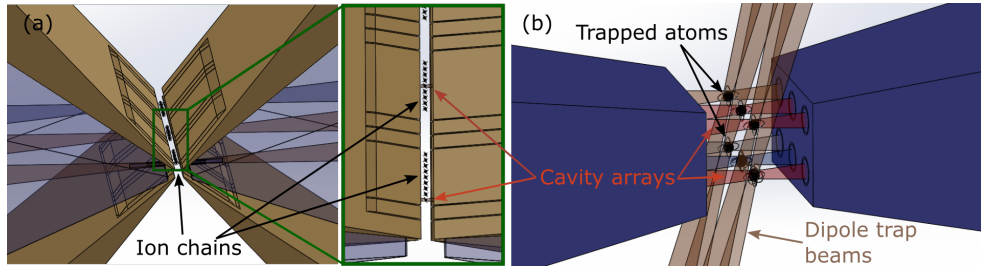 (a)
Ion chains
(b)
Trapped atoms
Cavity arrays
Dipole trap
beams